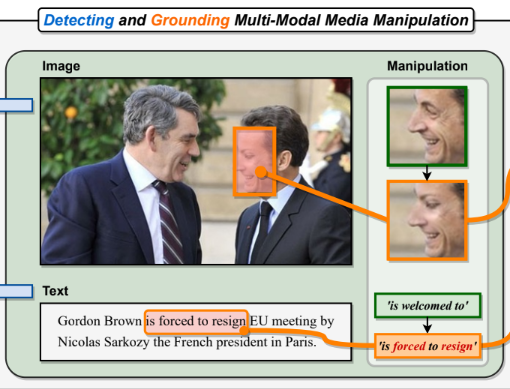 Detecting and Grounding Multi-Modal Media Manipulation
Image
Manipulation
Text
Gordon Brown is forced to resign EU meeting by
Nicolas Sarkozy the French president in Paris.
'is welcomed to'
'is forced to resign'